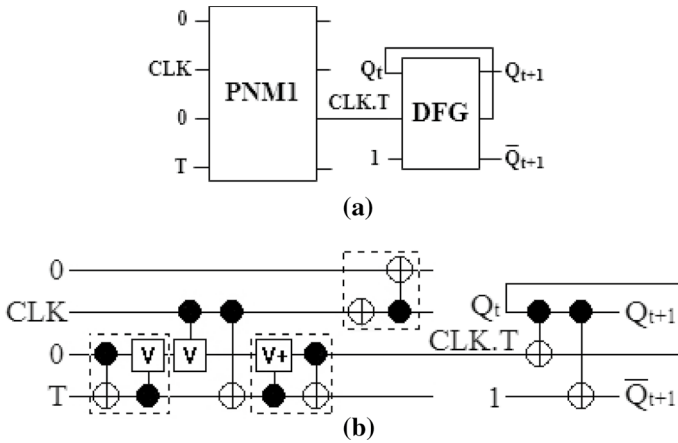 0
CLK
0
T
PNM1
CLK.T
Qt
1
DFG
Qt+1
Q̅t+1
(a)
0
CLK
0
T
V
V
V+
Qt
CLK.T
1
Qt+1
Q̅t+1
(b)